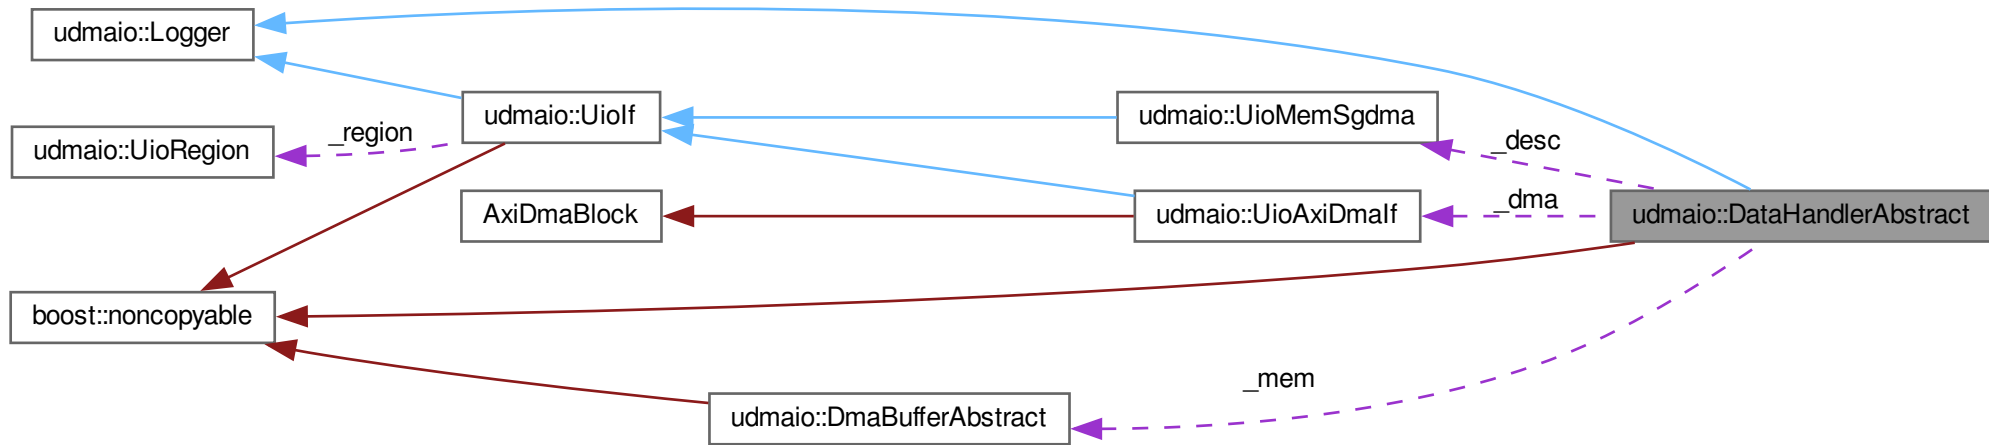 udmaio::Logger
udmaio::UioIf
udmaio::UioMemSgdma
_region
_desc
udmaio::UioRegion
_dma
AxiDmaBlock
udmaio::UioAxiDmaIf
udmaio::DataHandlerAbstract
boost::noncopyable
_mem
udmaio::DmaBufferAbstract